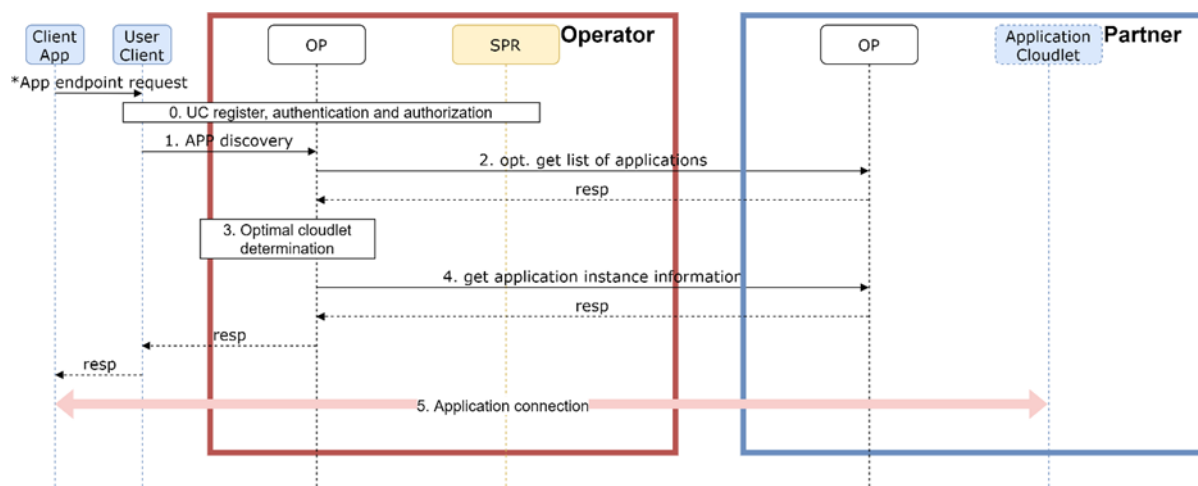 Client
App
User
Client
OP
SPR
Operator
OP
Application
Cloudlet
Partner
*App endpoint request
0. UC register, authentication and authorization
1. APP discovery
2. opt. get list of applications
resp
3. Optimal cloudlet
determination
4. get application instance information
resp
resp
resp
5. Application connection